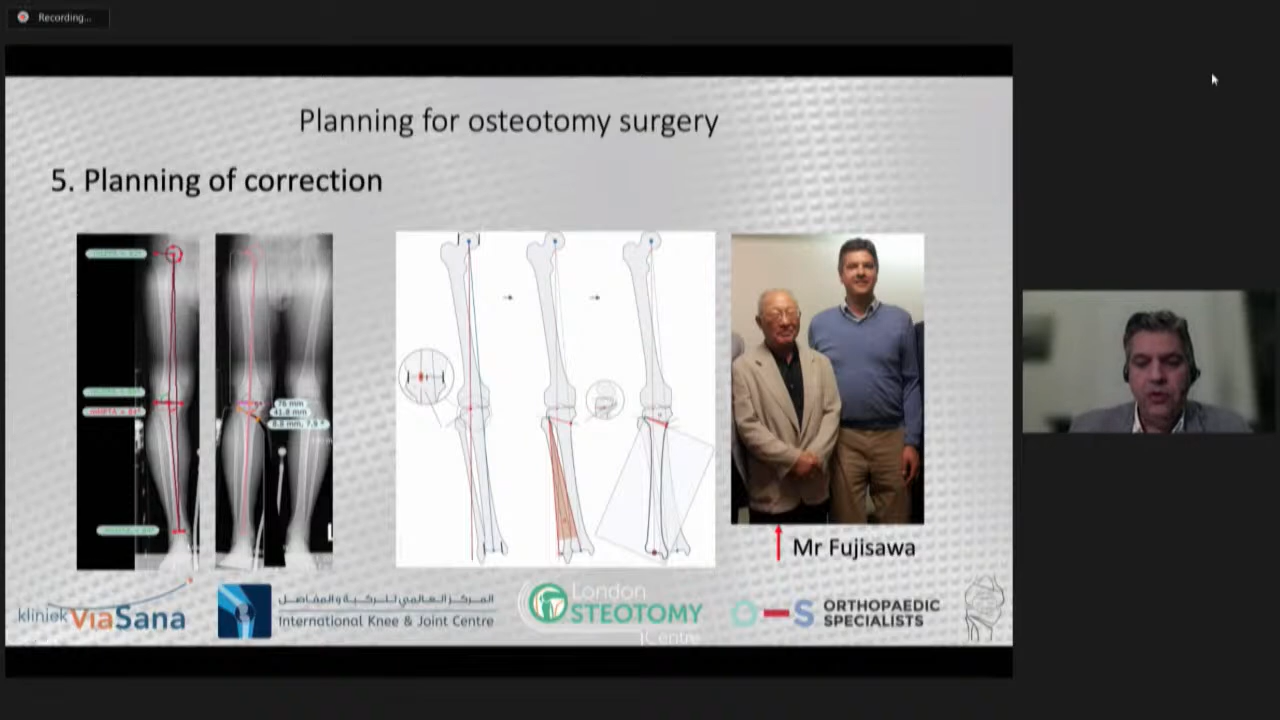 Recording...
Planning for osteotomy surgery
5. Planning of correction
76 mm
41.8 mm
8.8 mm, 7.9 °
Mr Fujisawa
kliniek ViaSana
المركز العالمي للركبة والمفاصل
International Knee & Joint Centre
London
OSTEOTOMY
Centre
ORTHOPAEDIC
SPECIALISTS